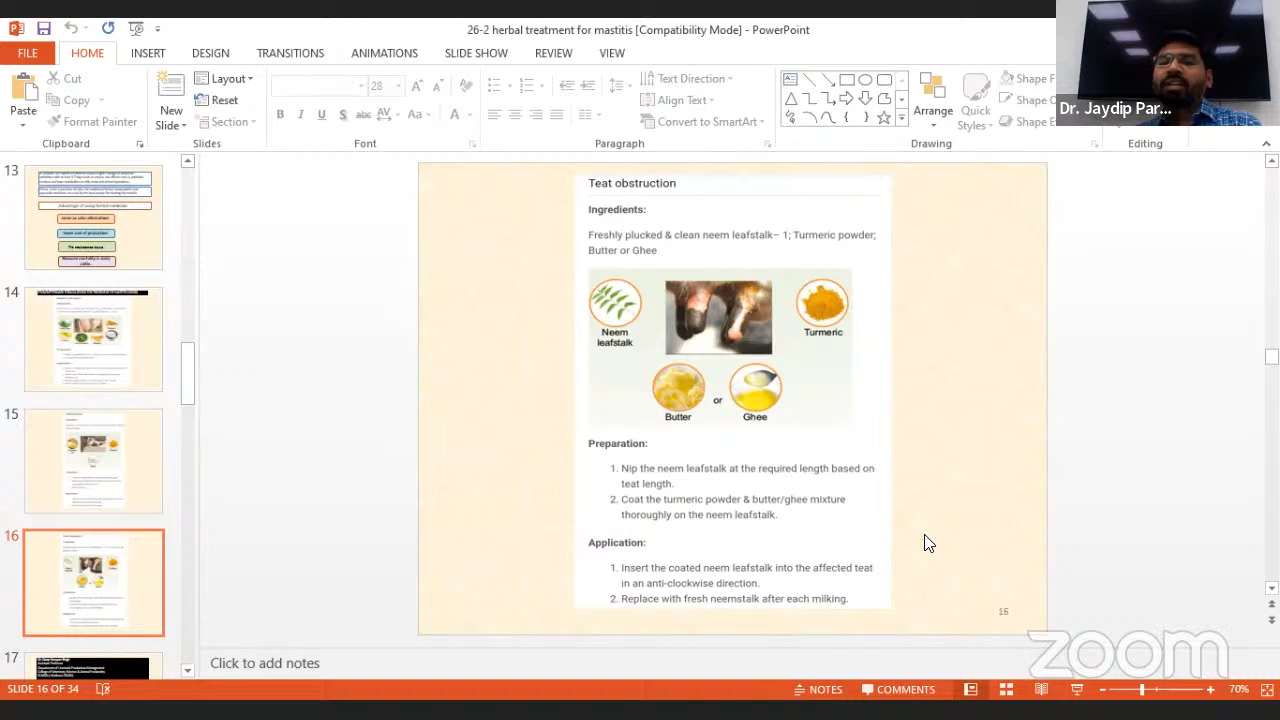 26-2 herbal treatment for mastitis [Compatibility Mode] - PowerPoint
FILE HOME INSERT DESIGN TRANSITIONS ANIMATIONS SLIDE SHOW REVIEW VIEW
Paste
Cut
Copy
Format Painter
Clipboard
New
Slide
Layout
Reset
Section
Slides
28
Font
Text Direction
Align Text
Convert to SmartArt
Paragraph
Arrange
Quick
Styles
Shape F
Shape O
Shape E
Drawing
Editing
Dr. Jaydip Par...
13
14
15
16
17
Teat obstruction
Ingredients:
Freshly plucked & clean neem leafstalk– 1; Turmeric powder;
Butter or Ghee
Neem
leafstalk
Turmeric
Butter
or
Ghee
Preparation:
1. Nip the neem leafstalk at the required length based on
teat length.
2. Coat the turmeric powder & butter/ghee mixture
thoroughly on the neem leafstalk.
Application:
1. Insert the coated neem leafstalk into the affected teat
in an anti-clockwise direction.
2. Replace with fresh neemstalk after each milking.
16
Click to add notes
zoom
SLIDE 16 OF 34
NOTES
COMMENTS
70%